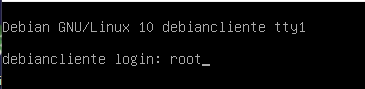 Debian GNU/Linux 10 debiancliente tty1
debiancliente login: root_